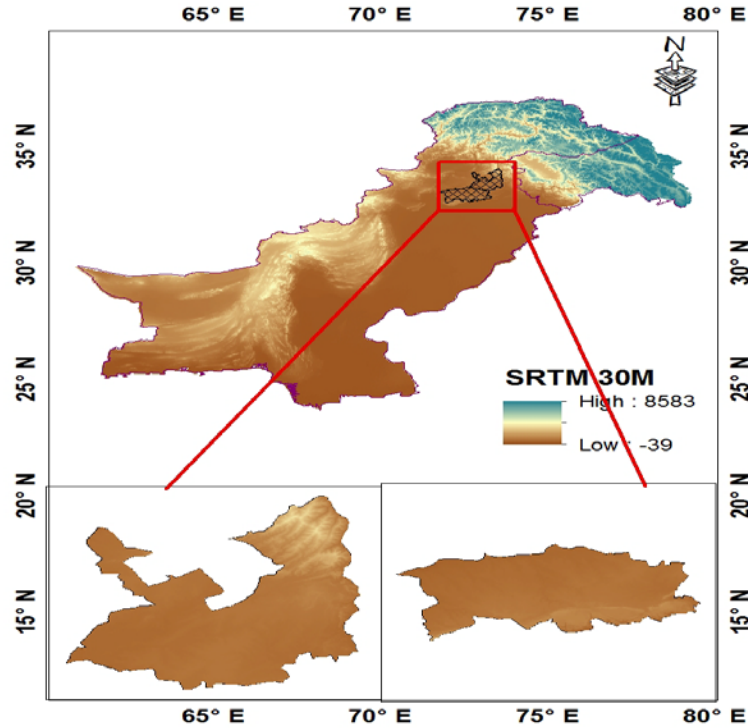 65° E 70° E 75° E 80° E
N
35° N 35° N
30° N 30° N
25° N 25° N
SRTM 30M
High : 8583
Low : -39
20° N 20° N
15° N 15° N
65° E 70° E 75° E 80° E